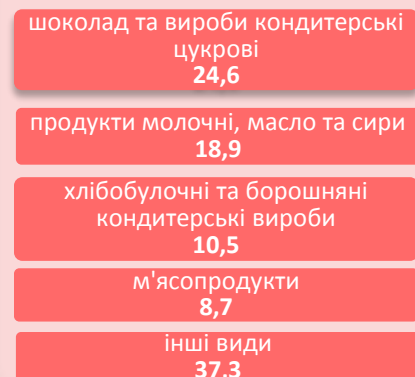 шоколад та вироби кондитерські
цукрові
24,6
продукти молочні, масло та сири
18,9
хлібобулочні та борошняні
кондитерські вироби
10,5
м'ясопродукти
8,7
інші види
37,3